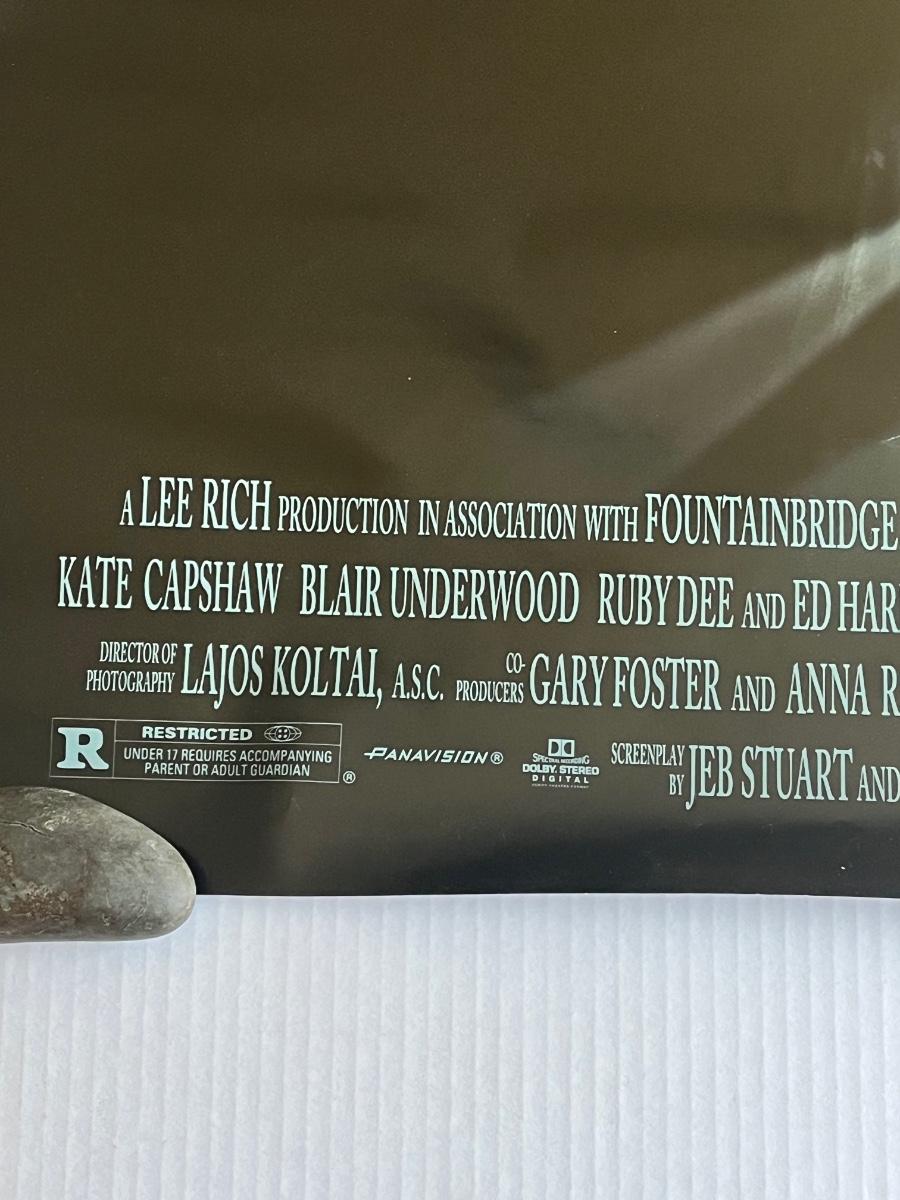 A LEE RICH PRODUCTION IN ASSOCIATION WITH FOUNTAINBRIDGE
KATE CAPSHAW BLAIR UNDERWOOD RUBY DEE AND ED HAR
DIRECTOR OF PHOTOGRAPHY LAJOS KOLTAI, A.S.C. CO-PRODUCERS GARY FOSTER AND ANNA R
R RESTRICTED
UNDER 17 REQUIRES ACCOMPANYING
PARENT OR ADULT GUARDIAN ®
PANAVISION®
SPECTRAL RECORDING
DOLBY STEREO
DIGITAL
SCREENPLAY BY JEB STUART AND